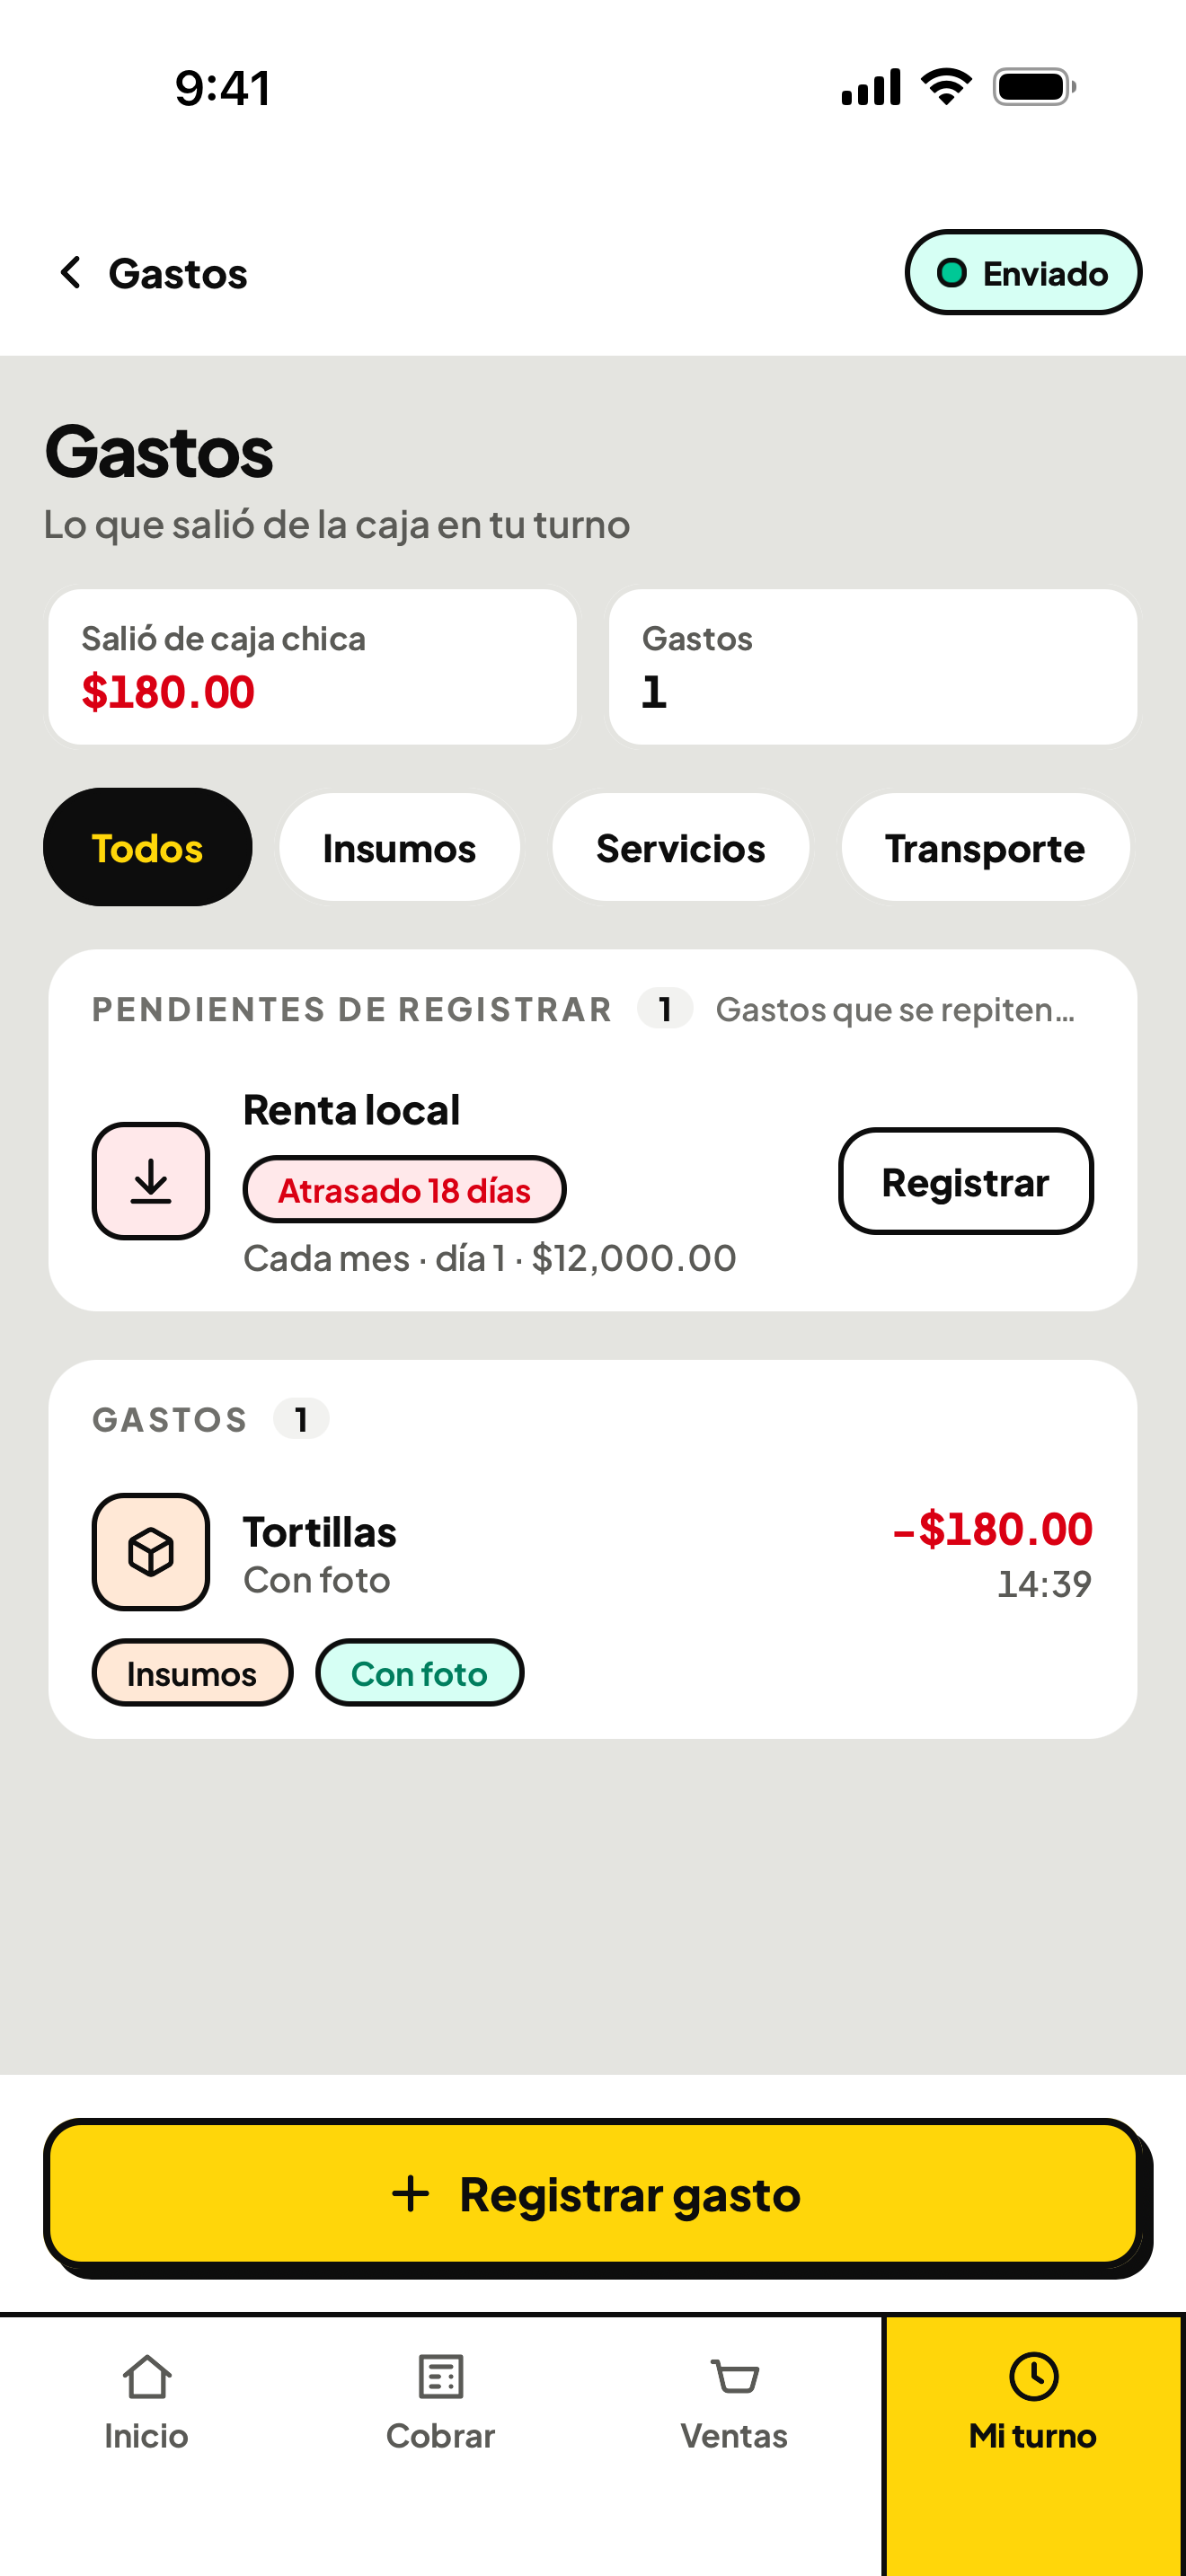 9:41
Gastos
Enviado
Gastos
Lo que salió de la caja en tu turno
Salió de caja chica
$180.00
Gastos
1
Todos
Insumos
Servicios
Transporte
PENDIENTES DE REGISTRAR 1 Gastos que se repiten...
Renta local
Atrasado 18 días
Cada mes · día 1 · $12,000.00
Registrar
GASTOS 1
Tortillas
Con foto
-$180.00
14:39
Insumos
Con foto
+ Registrar gasto
Inicio
Cobrar
Ventas
Mi turno